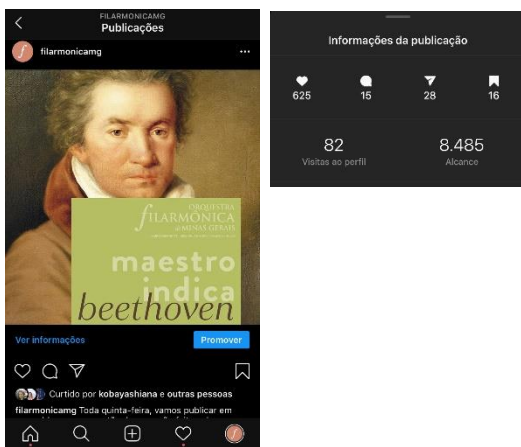 FILARMONICAMG
Publicações
filarmonicamg
ORQUESTRA
FILARMÔNICA
DE MINAS GERAIS
maestro
indica
beethoven
Ver informações
Promover
Curtido por kobayashiana e outras pessoas
filarmonicamg Toda quinta-feira, vamos publicar em
Informações da publicação
625 15 28 16
82 8.485
Visitas ao perfil Alcance